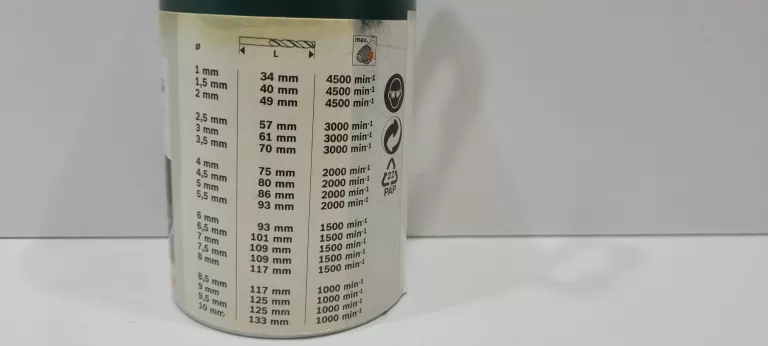 ø L max.
1 mm 34 mm 4500 min-1
1,5 mm 40 mm 4500 min-1
2 mm 49 mm 4500 min-1
2,5 mm 57 mm 3000 min-1
3 mm 61 mm 3000 min-1
3,5 mm 70 mm 3000 min-1
4 mm 75 mm 2000 min-1
4,5 mm 80 mm 2000 min-1
5 mm 86 mm 2000 min-1
5,5 mm 93 mm 2000 min-1
6 mm 93 mm 1500 min-1
6,5 mm 101 mm 1500 min-1
7 mm 109 mm 1500 min-1
7,5 mm 109 mm 1500 min-1
8 mm 117 mm 1500 min-1
8,5 mm 117 mm 1000 min-1
9 mm 125 mm 1000 min-1
9,5 mm 125 mm 1000 min-1
10 mm 133 mm 1000 min-1
22
PAP